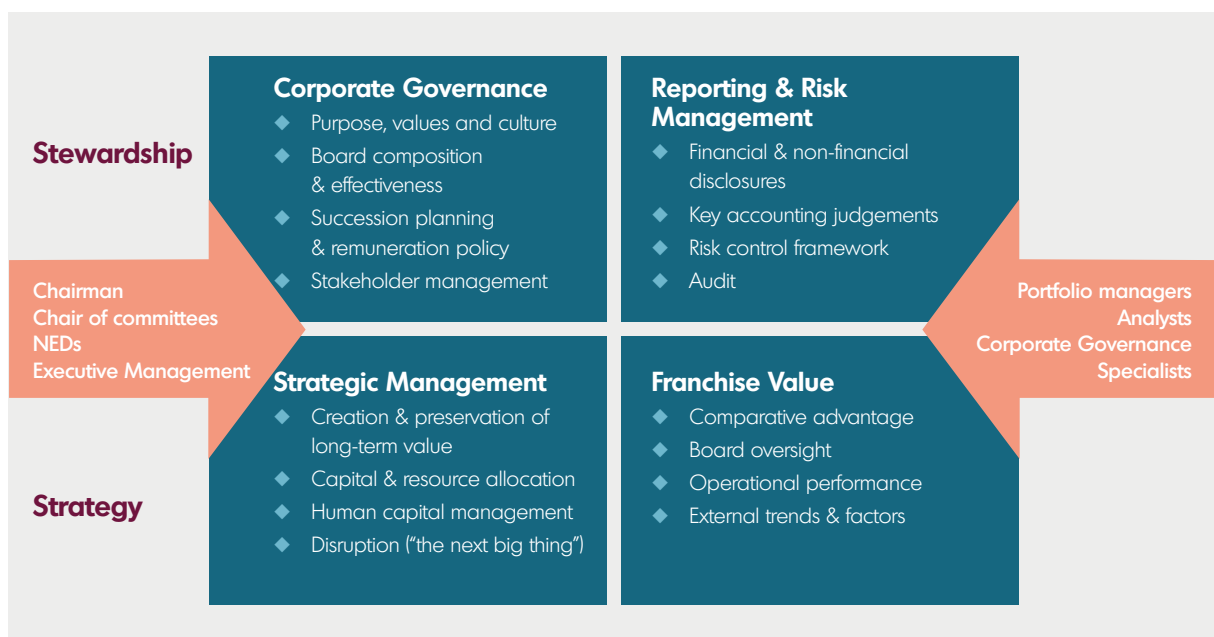 Stewardship
Corporate Governance
Purpose, values and culture
Board composition
& effectiveness
Succession planning
& remuneration policy
Stakeholder management
Reporting & Risk
Management
Financial & non-financial
disclosures
Key accounting judgements
Risk control framework
Audit
Chairman
Chair of committees
NEDs
Executive Management
Portfolio managers
Analysts
Corporate Governance
Specialists
Strategy
Strategic Management
Creation & preservation of
long-term value
Capital & resource allocation
Human capital management
Disruption (“the next big thing”)
Franchise Value
Comparative advantage
Board oversight
Operational performance
External trends & factors